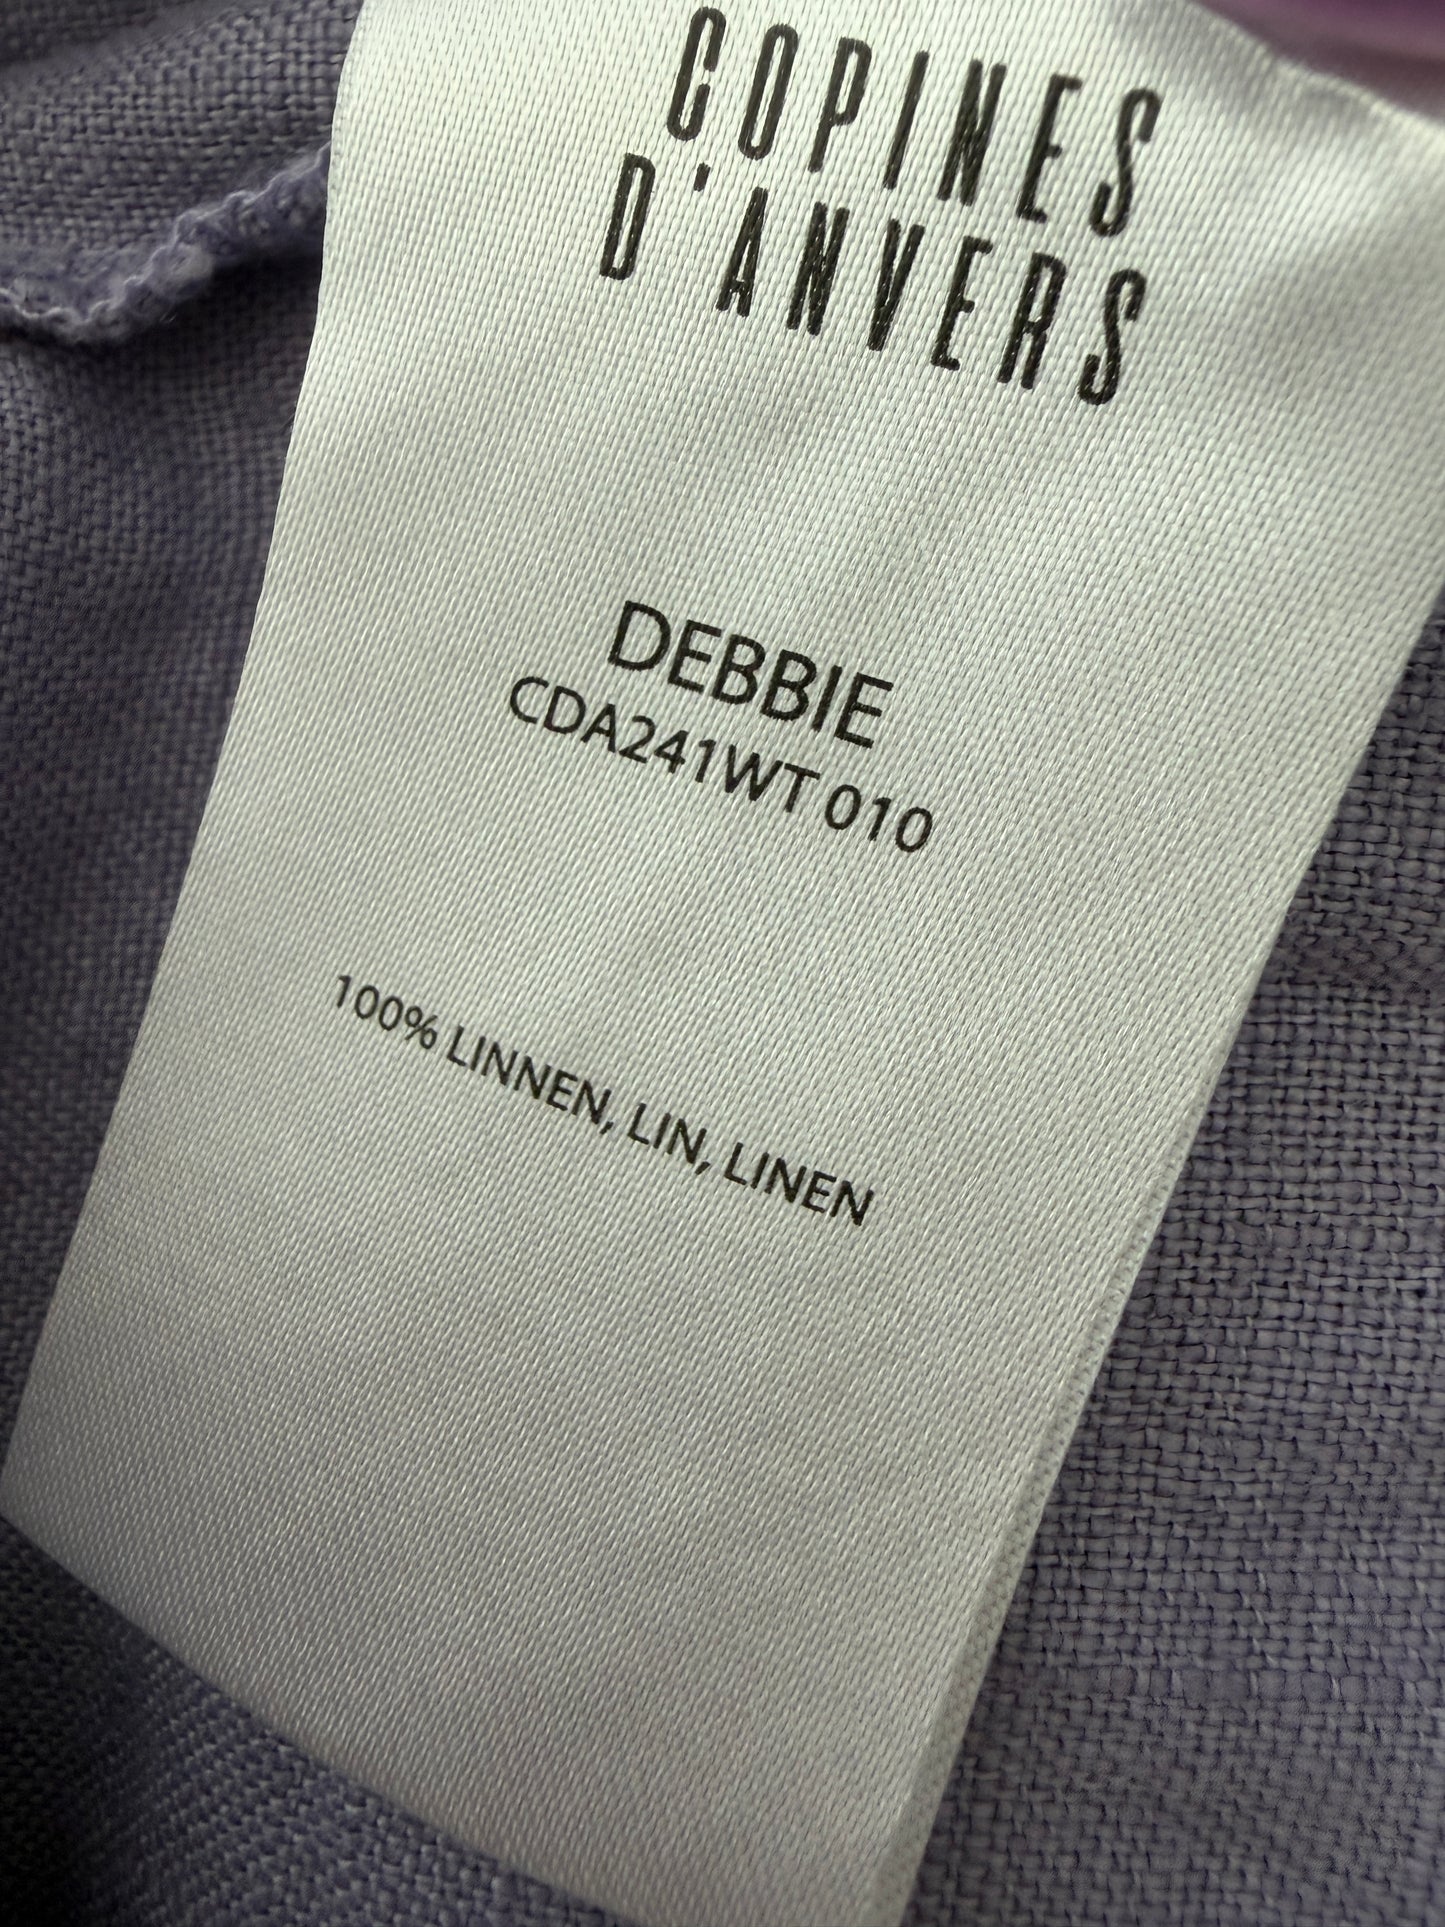 COPINES
D'ANVERS
DEBBIE
CDA241WT 010
100% LINNEN, LIN, LINEN